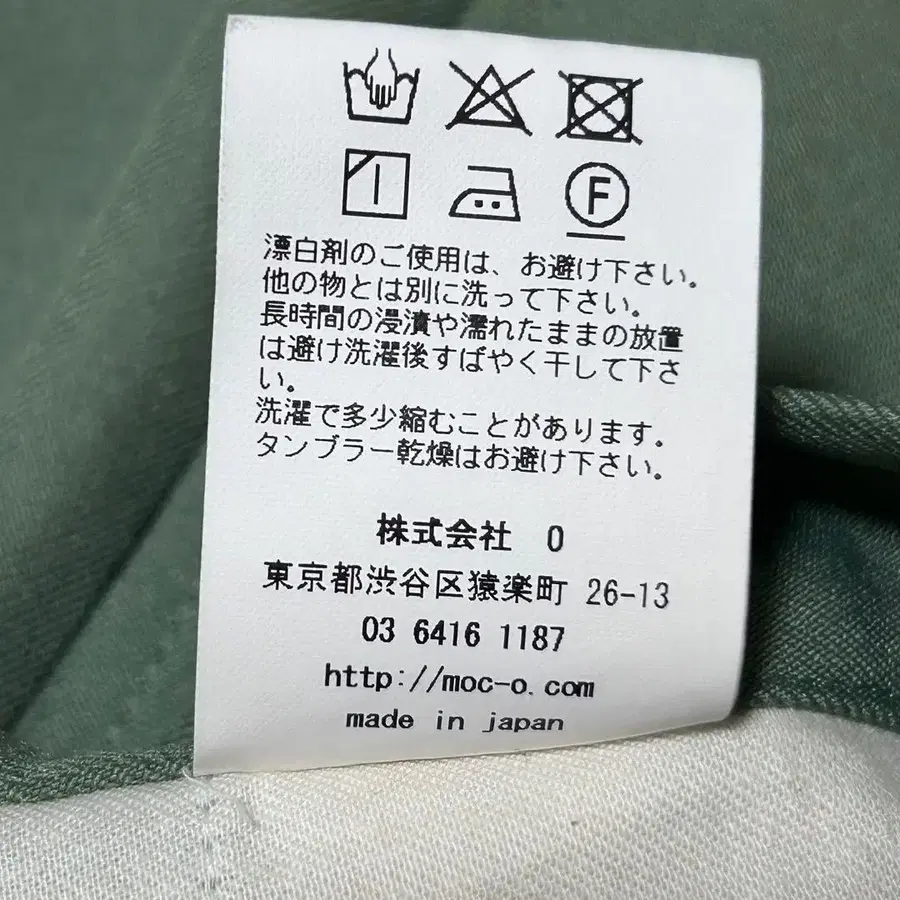 F
漂白剤のご使用は、お避け下さい。
他の物とは別に洗って下さい。
長時間の浸漬や濡れたままの放置
は避け洗濯後すばやく干して下さ
い。
洗濯で多少縮むことがあります。
タンブラー乾燥はお避け下さい。
株式会社 O
東京都渋谷区猿楽町 26-13
03 6416 1187
http://moc-o.com
made in japan